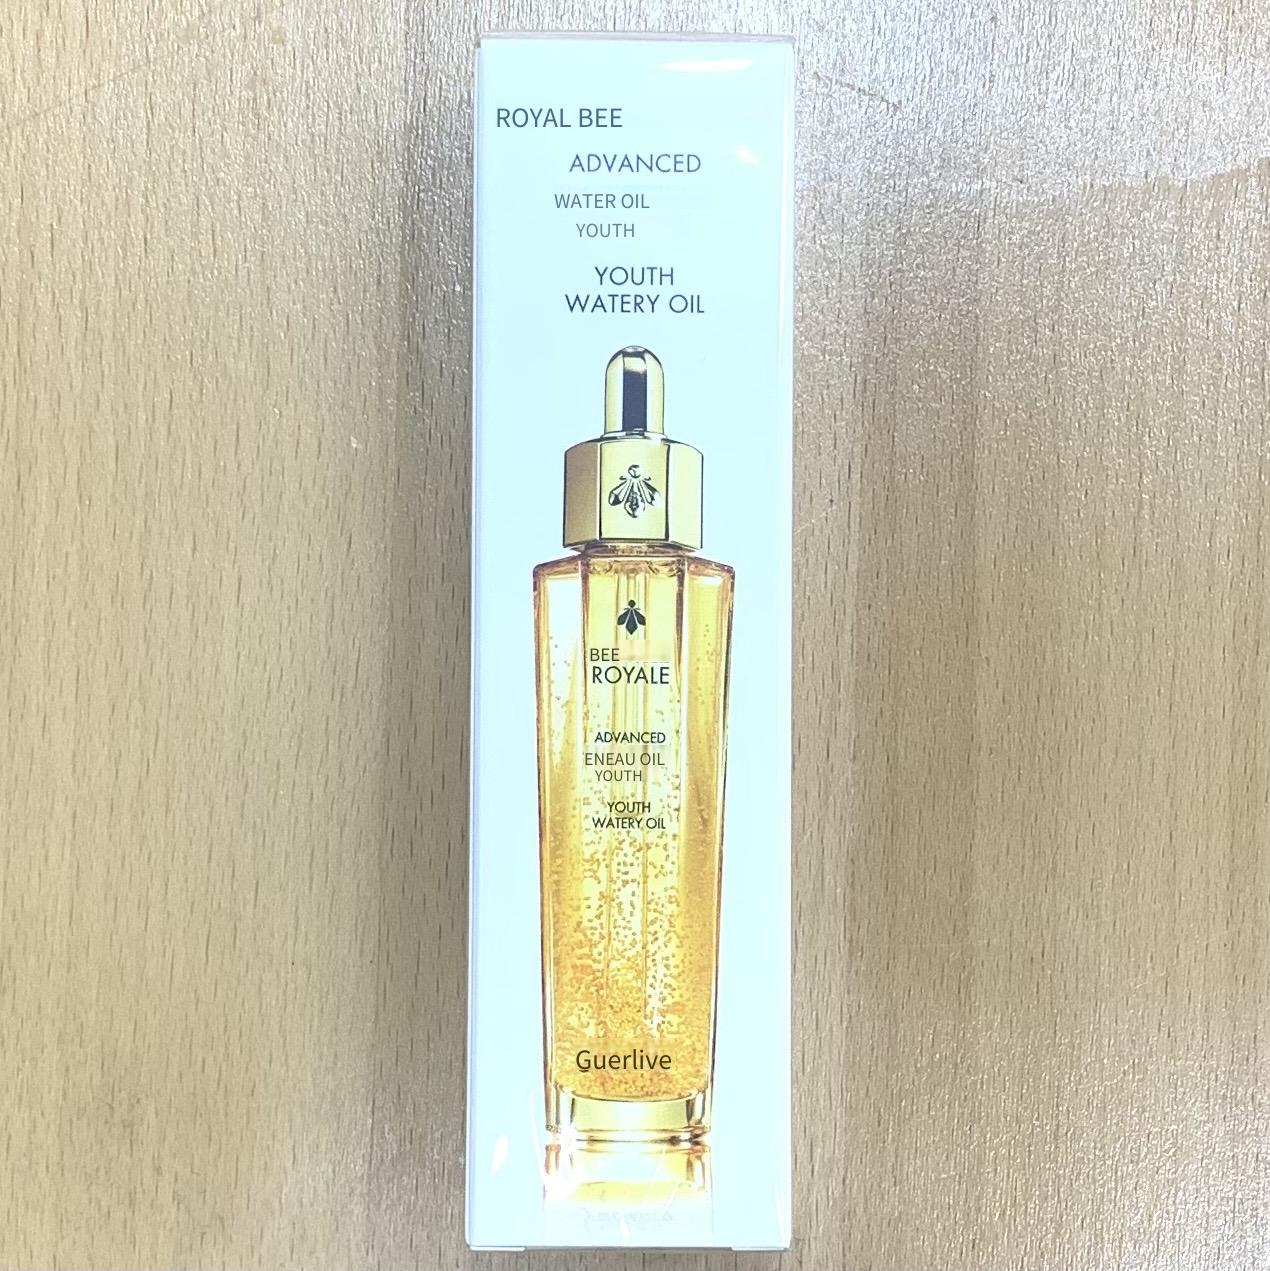 ROYAL BEE
ADVANCED
WATER OIL
YOUTH
YOUTH
WATERY OIL
BEE
ROYALE
ADVANCED
ENEAU OIL
YOUTH
YOUTH
WATERY OIL
Guerlive